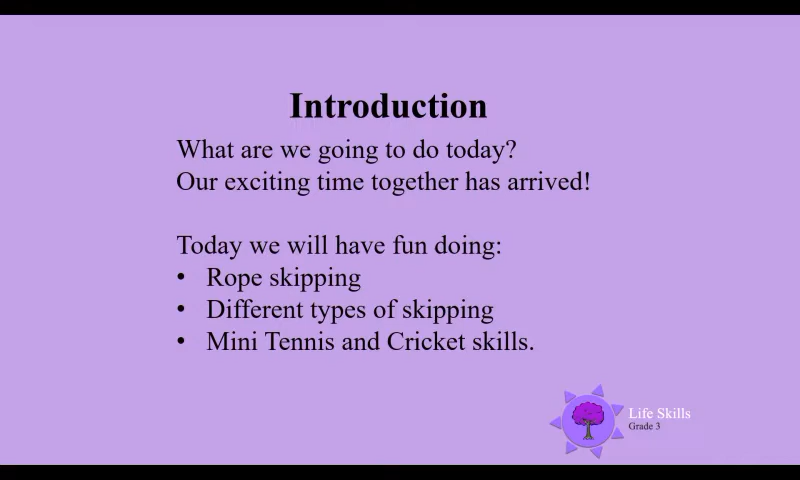 Introduction
What are we going to do today?
Our exciting time together has arrived!
Today we will have fun doing:
• Rope skipping
• Different types of skipping
• Mini Tennis and Cricket skills.
Life Skills
Grade 3